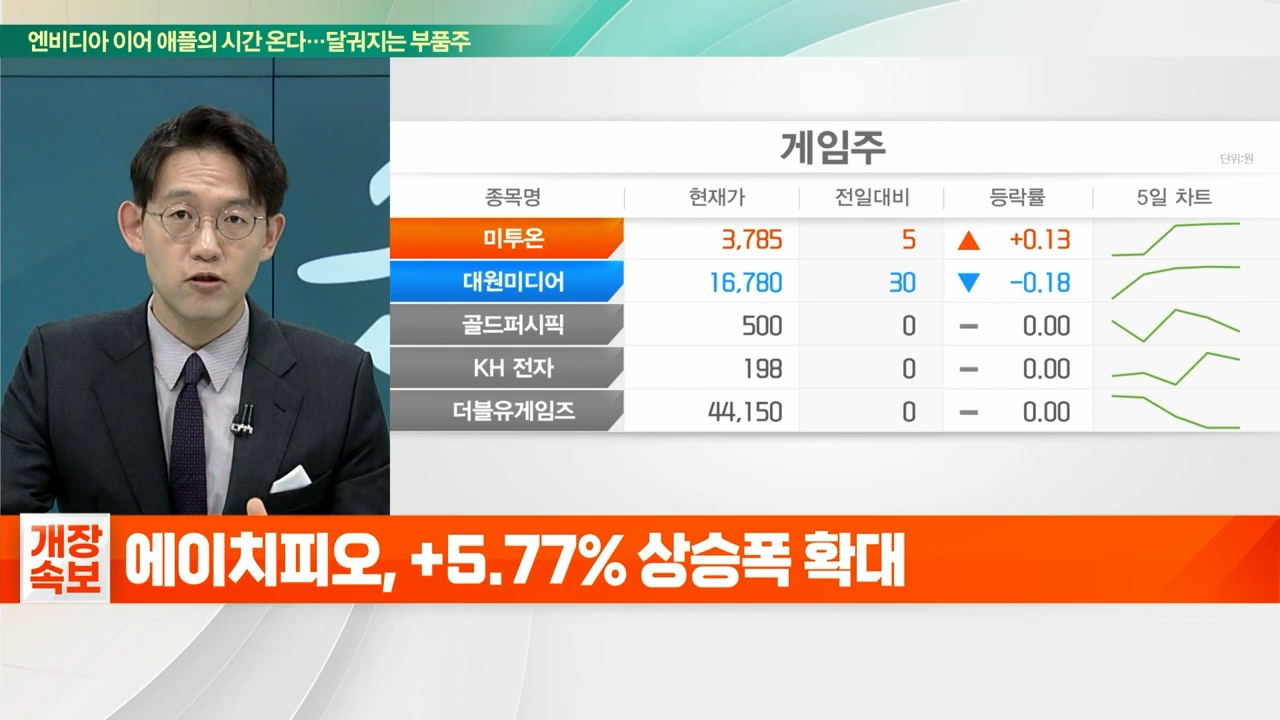 엔비디아 이어 애플의 시간 온다…달궈지는 부품주
게임주
단위:원
종목명 현재가 전일대비 등락률 5일 차트
미투온 3,785 5 ▲ +0.13
대원미디어 16,780 30 ▼ -0.18
골드퍼시픽 500 0 - 0.00
KH 전자 198 0 - 0.00
더블유게임즈 44,150 0 - 0.00
개장
속보
에이치피오, +5.77% 상승폭 확대